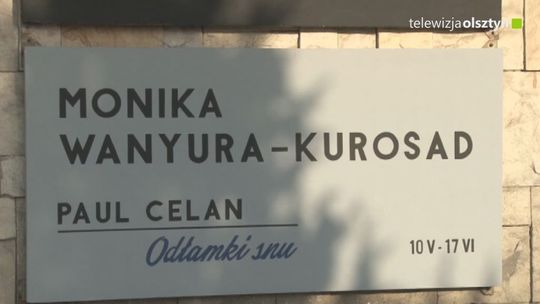 telewizjaolsztyn
MONIKA
WANYURA-KUROSAD
PAUL CELAN
Odłamki snu
10 V - 17 VI